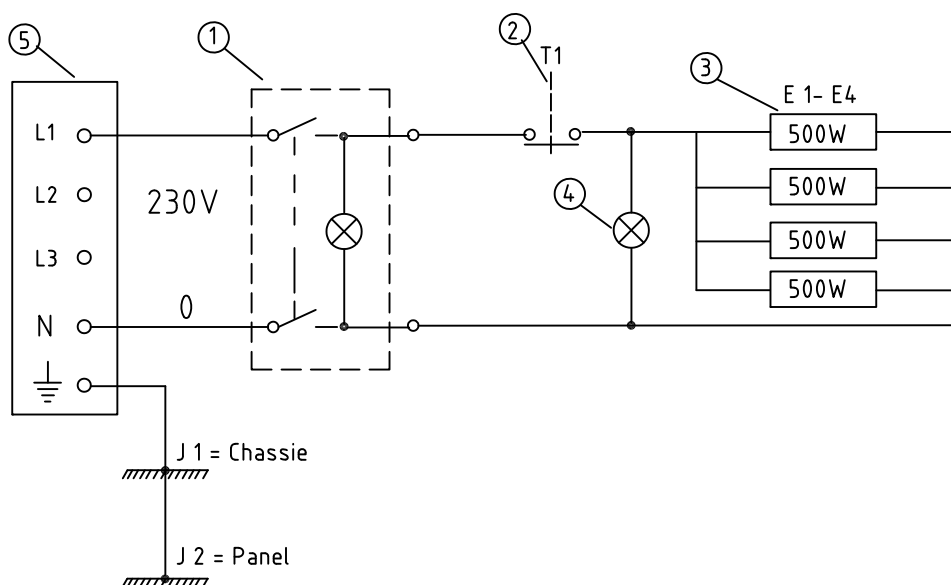 5
1
2
T1
3
E 1- E4
L1
500W
L2
230V
4
500W
L3
500W
0
500W
N
J 1 = Chassie
J 2 = Panel